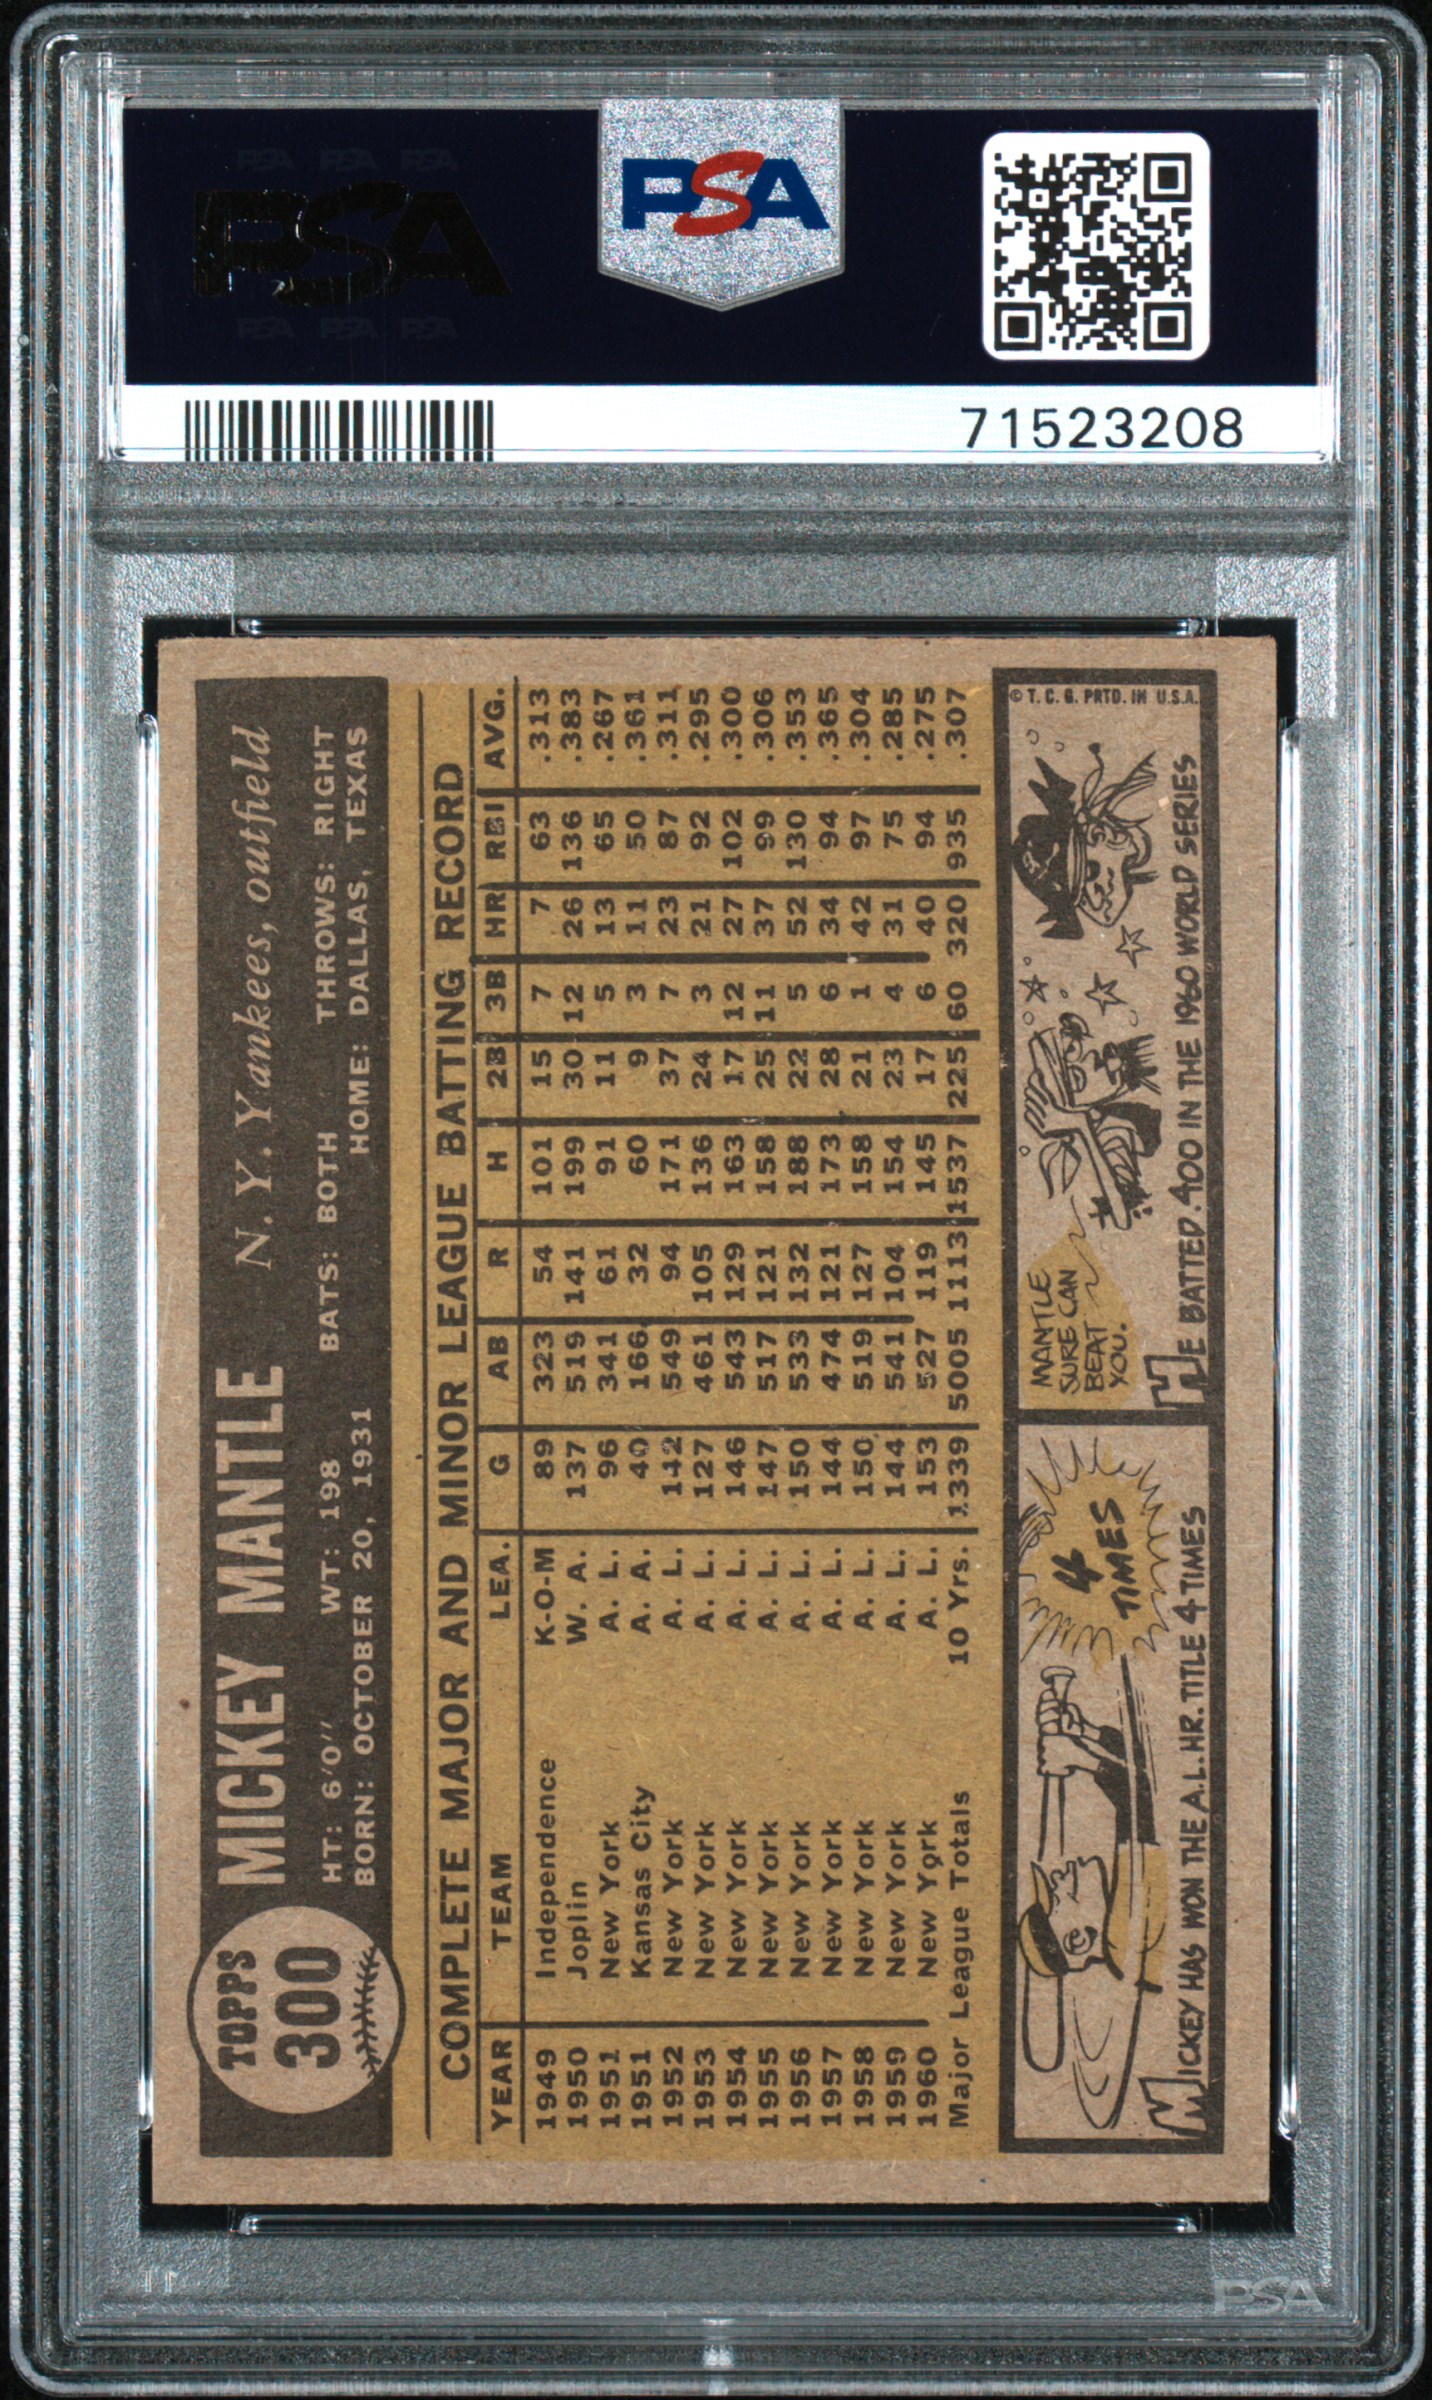 PSA PSA PSA
PSA
PSA PSA PSA
PSA
71523208
TOPPS
300
MICKEY MANTLE N.Y. Yankees, outfield
HT: 6'0" WT: 198 BATS: BOTH THROWS: RIGHT
BORN: OCTOBER 20, 1931 HOME: DALLAS, TEXAS
COMPLETE MAJOR AND MINOR LEAGUE BATTING RECORD
YEAR TEAM LEA. G AB R H 2B 3B HR RBI AVG.
1949 Independence K-O-M 89 323 54 101 15 7 7 63 .313
1950 Joplin W. A. 137 519 141 199 30 12 26 136 .383
1951 New York A. L. 96 341 61 91 11 5 13 65 .267
1951 Kansas City A. A. 40 166 32 60 9 3 11 50 .361
1952 New York A. L. 142 549 94 171 37 7 23 87 .311
1953 New York A. L. 127 461 105 136 24 3 21 92 .295
1954 New York A. L. 146 543 129 163 17 12 27 102 .300
1955 New York A. L. 147 517 121 158 25 11 37 99 .306
1956 New York A. L. 150 533 132 188 22 5 52 130 .353
1957 New York A. L. 144 474 121 173 28 6 34 94 .365
1958 New York A. L. 150 519 127 158 21 1 42 97 .304
1959 New York A. L. 144 541 104 154 23 4 31 75 .285
1960 New York A. L. 153 527 119 145 17 6 40 94 .275
Major League Totals 10 Yrs. 1339 5005 1113 1537 225 60 320 935 .307
4
TIMES
MICKEY HAS WON THE A.L. HR. TITLE 4 TIMES
MANTLE
SURE CAN
BEAT
YOU.
HE BATTED .400 IN THE 1960 WORLD SERIES
© T. C. G. PRTD. IN U.S.A.
PSA